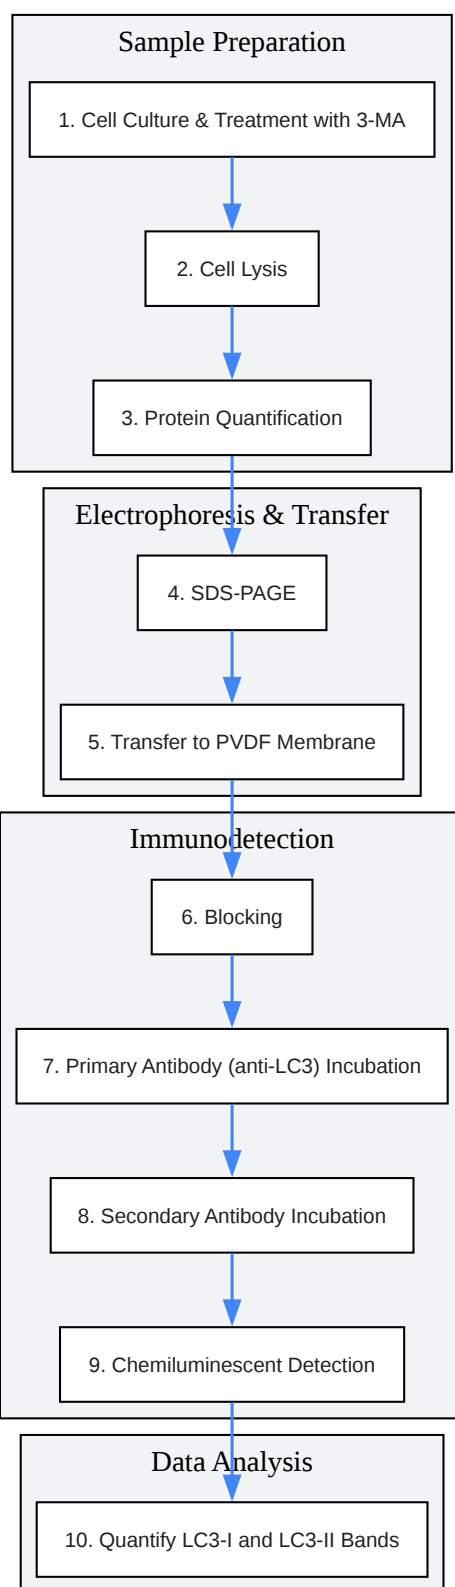 Sample Preparation
1. Cell Culture & Treatment with 3-MA
2. Cell Lysis
3. Protein Quantification
Electrophoresis & Transfer
4. SDS-PAGE
5. Transfer to PVDF Membrane
Immunodetection
6. Blocking
7. Primary Antibody (anti-LC3) Incubation
8. Secondary Antibody Incubation
9. Chemiluminescent Detection
Data Analysis
10. Quantify LC3-I and LC3-II Bands